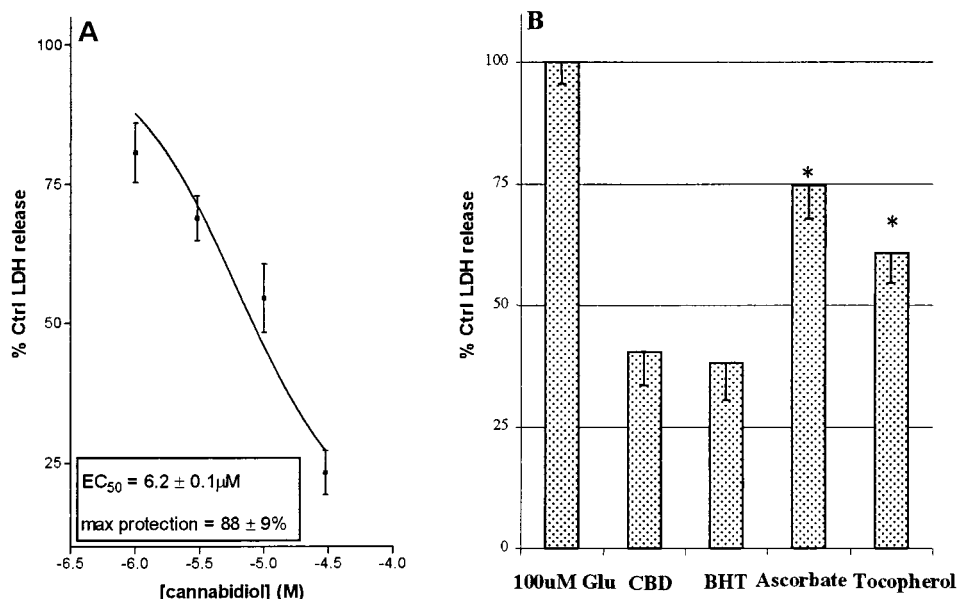 A
100
75
50
25
% Ctrl LDH release
EC50 = 6.2 ± 0.1µM
max protection = 88 ± 9%
-6.5 -6.0 -5.5 -5.0 -4.5 -4.0
[cannabidiol] (M)
B
100
75
50
25
0
% Ctrl LDH release
*
*
100uM Glu CBD BHT Ascorbate Tocopherol